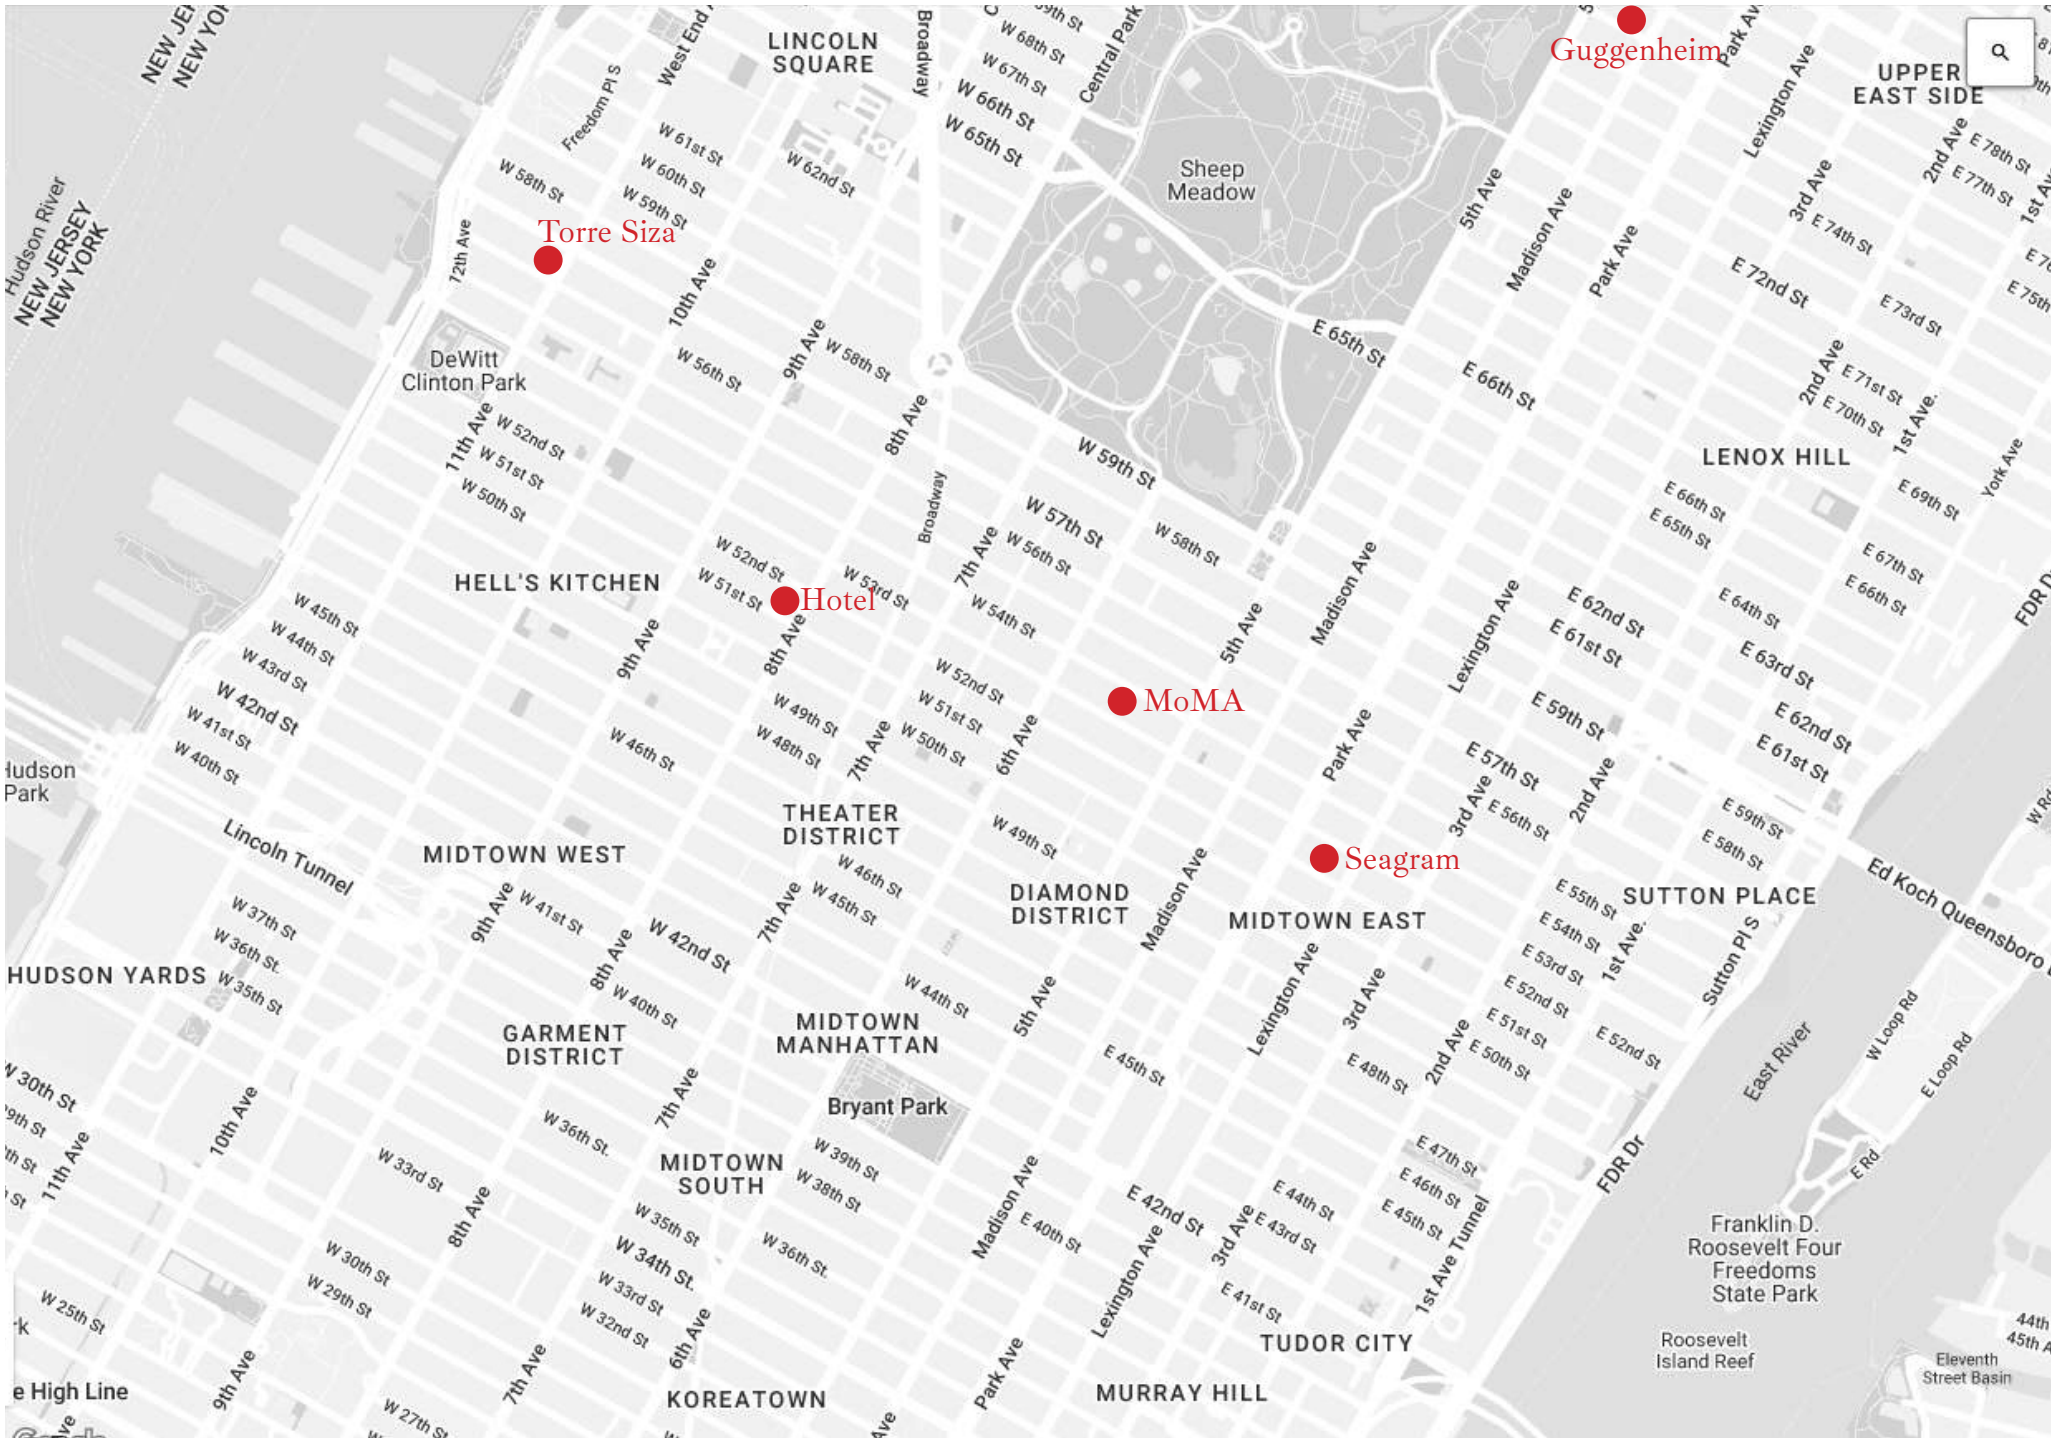 NEW JER
NEW YOR
LINCOLN
SQUARE
Broadway
West End
Freedom Pl S
W 68th St
W 67th St
W 66th St
W 65th St
Central Park
Guggenheim
Park Av
Lexington Ave
UPPER
EAST SIDE
W 61st St
W 60th St
W 59th St
W 62nd St
W 58th St
12th Ave
Torre Siza
Hudson River
NEW JERSEY
NEW YORK
Sheep
Meadow
5th Ave
Madison Ave
Park Ave
3rd Ave
2nd Ave
1st Av
E 78th St
E 77th St
E 74th St
E 72nd St
E 73rd St
E 75th
10th Ave
9th Ave
W 58th St
W 56th St
8th Ave
DeWitt
Clinton Park
E 65th St
E 66th St
2nd Ave
E 71st St
E 70th St
1st Ave.
York Ave
LENOX HILL
E 69th St
E 66th St
E 65th St
E 67th St
E 66th St
11th Ave
W 52nd St
W 51st St
W 50th St
Broadway
W 59th St
W 57th St
W 56th St
W 58th St
7th Ave
W 54th St
HELL'S KITCHEN
W 52nd St
W 51st St
W 53rd St
Hotel
8th Ave
9th Ave
W 45th St
W 44th St
W 43rd St
W 42nd St
W 41st St
W 40th St
5th Ave
Madison Ave
Lexington Ave
E 62nd St
E 61st St
E 59th St
E 64th St
E 63rd St
E 62nd St
E 61st St
FDR D
MoMA
W 52nd St
W 51st St
W 50th St
W 49th St
W 48th St
7th Ave
6th Ave
W 46th St
Park Ave
E 57th St
E 56th St
3rd Ave
2nd Ave
E 59th St
E 58th St
W Rd
Hudson
Park
THEATER
DISTRICT
W 49th St
Lincoln Tunnel
MIDTOWN WEST
W 46th St
W 45th St
Seagram
Ed Koch Queensboro
DIAMOND
DISTRICT
Madison Ave
MIDTOWN EAST
SUTTON PLACE
E 55th St
E 54th St
E 53rd St
E 52nd St
E 51st St
E 50th St
E 52nd St
1st Ave.
Sutton Pl S
9th Ave
W 41st St
8th Ave
W 42nd St
7th Ave
W 40th St
W 37th St
W 36th St.
W 35th St
HUDSON YARDS
W 44th St
5th Ave
Lexington Ave
3rd Ave
2nd Ave
E 48th St
E 45th St
GARMENT
DISTRICT
MIDTOWN
MANHATTAN
Bryant Park
W Loop Rd
E Loop Rd
East River
E Rd
FDR Dr
W 30th St
11th Ave
10th Ave
7th Ave
W 36th St.
W 33rd St
8th Ave
MIDTOWN
SOUTH
W 39th St
W 38th St
W 36th St.
W 35th St
W 34th St.
W 33rd St
W 32nd St
6th Ave
Madison Ave
E 40th St
E 42nd St
Lexington Ave
3rd Ave
E 44th St
E 43rd St
E 41st St
E 47th St
E 46th St
E 45th St
1st Ave Tunnel
Franklin D.
Roosevelt Four
Freedoms
State Park
Roosevelt
Island Reef
44th
45th A
Eleventh
Street Basin
TUDOR CITY
MURRAY HILL
KOREATOWN
W 30th St
W 29th St
W 25th St
9th Ave
7th Ave
Park Ave
e High Line
W 27th St
Ave